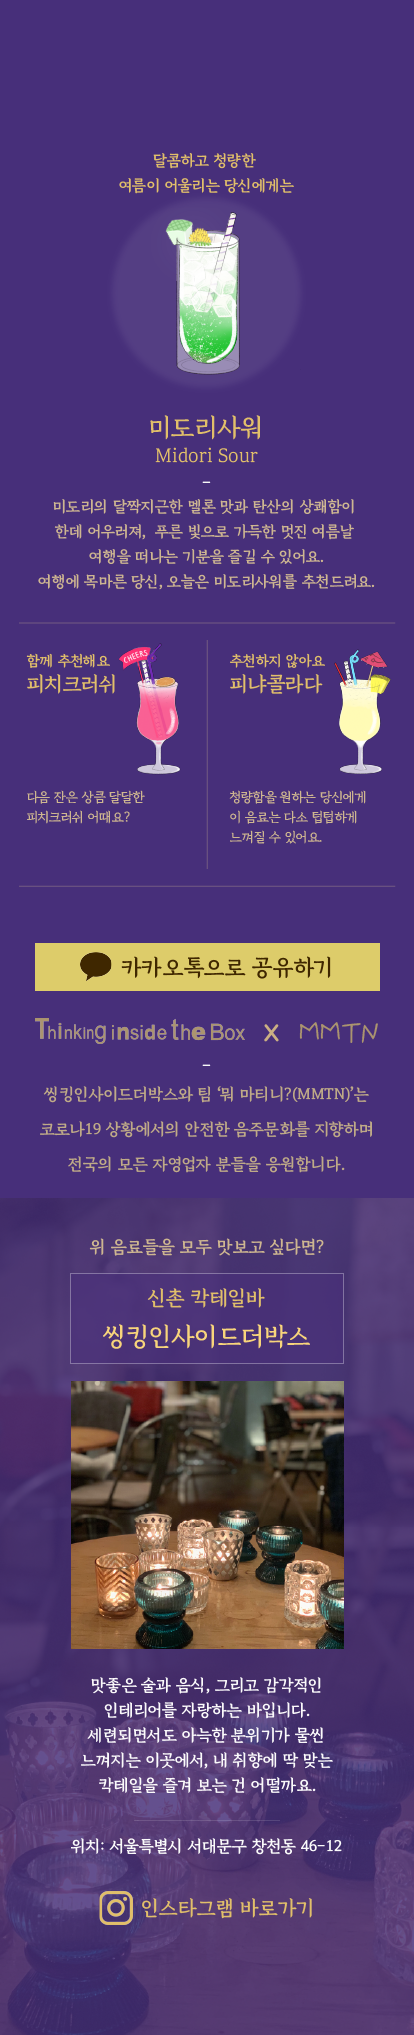 달콤하고 청량한
여름이 어울리는 당신에게는
미도리사워
Midori Sour
–
미도리의 달짝지근한 멜론 맛과 탄산의 상쾌함이
한데 어우러져, 푸른 빛으로 가득한 멋진 여름날
여행을 떠나는 기분을 즐길 수 있어요.
여행에 목마른 당신, 오늘은 미도리사워를 추천드려요.
함께 추천해요
피치크러쉬
CHEERS
다음 잔은 상큼 달달한
피치크러쉬 어때요?
추천하지 않아요
피냐콜라다
청량함을 원하는 당신에게
이 음료는 다소 텁텁하게
느껴질 수 있어요.
카카오톡으로 공유하기
Thinking inside the Box X MMTN
–
씽킹인사이드더박스와 팀 ‘뭐 마티니?(MMTN)’는
코로나19 상황에서의 안전한 음주문화를 지향하며
전국의 모든 자영업자 분들을 응원합니다.
위 음료들을 모두 맛보고 싶다면?
신촌 칵테일바
씽킹인사이드더박스
맛좋은 술과 음식, 그리고 감각적인
인테리어를 자랑하는 바입니다.
세련되면서도 아늑한 분위기가 물씬
느껴지는 이곳에서, 내 취향에 딱 맞는
칵테일을 즐겨 보는 건 어떨까요..
위치: 서울특별시 서대문구 창천동 46-12
인스타그램 바로가기